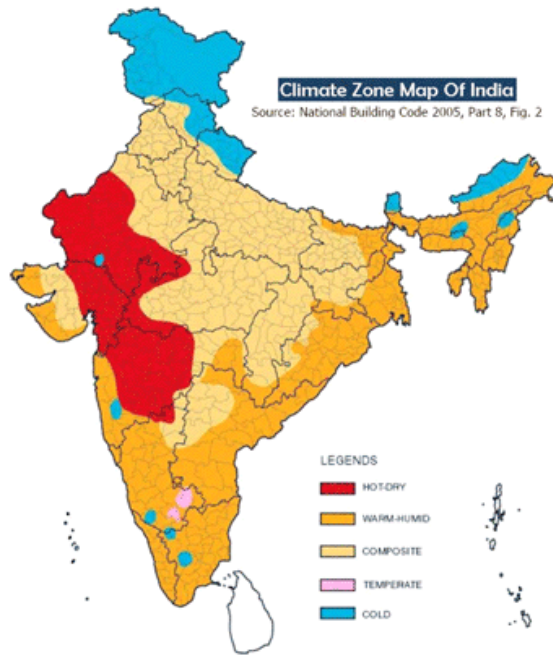 Climate Zone Map Of India
Source: National Building Code 2005, Part 8, Fig. 2
LEGENDS
HOT-DRY
WARM-HUMID
COMPOSITE
TEMPERATE
COLD